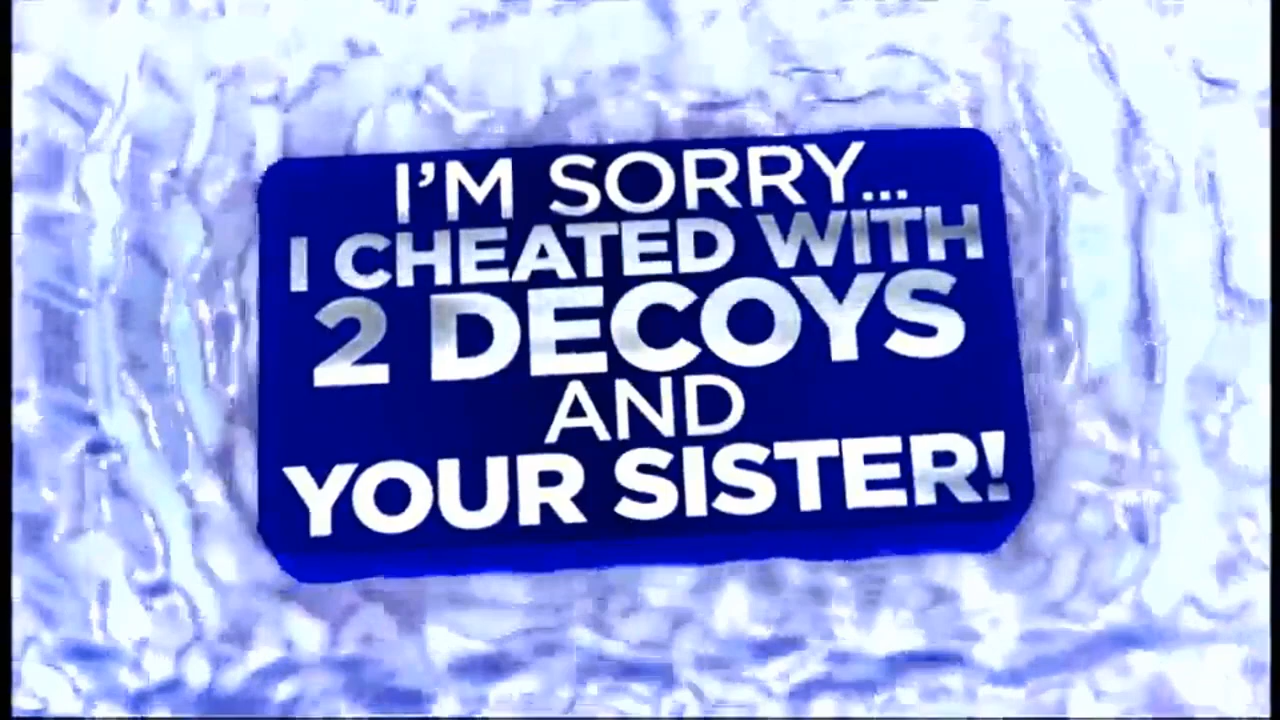 I'M SORRY...
I CHEATED WITH
2 DECOYS
AND
YOUR SISTER!